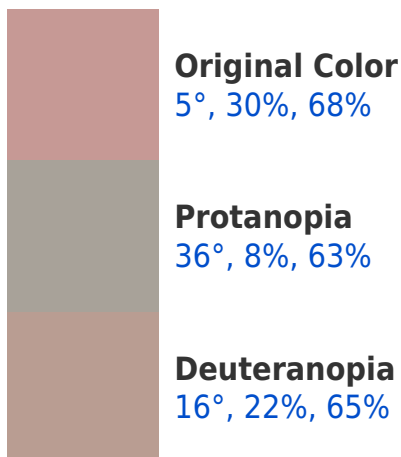 Original Color
5°, 30%, 68%
Protanopia
36°, 8%, 63%
Deuteranopia
16°, 22%, 65%